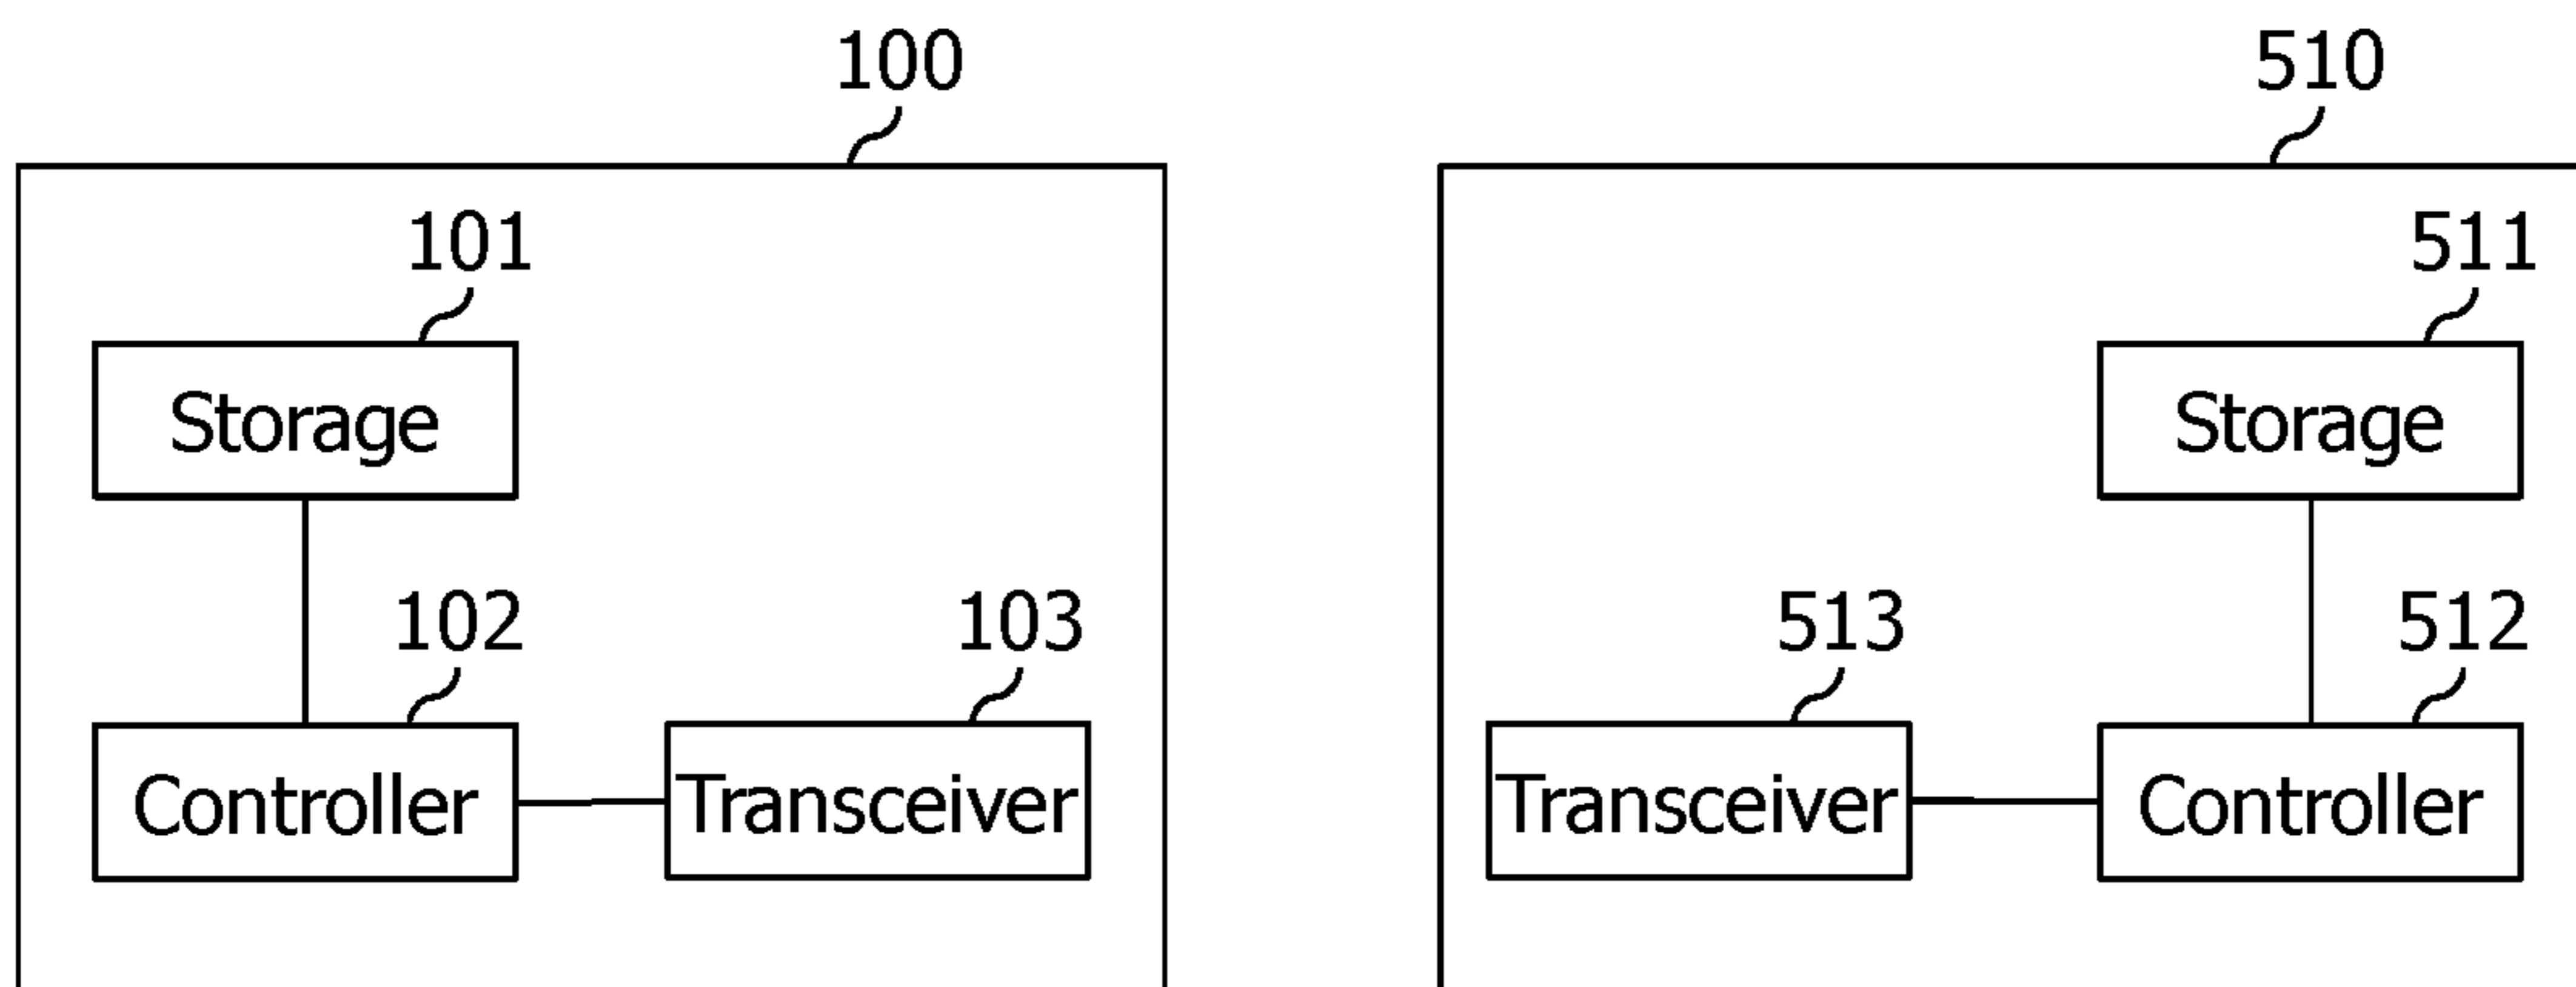 100 510
101 511
Storage Storage
102 103 513 512
Controller Transceiver Transceiver Controller